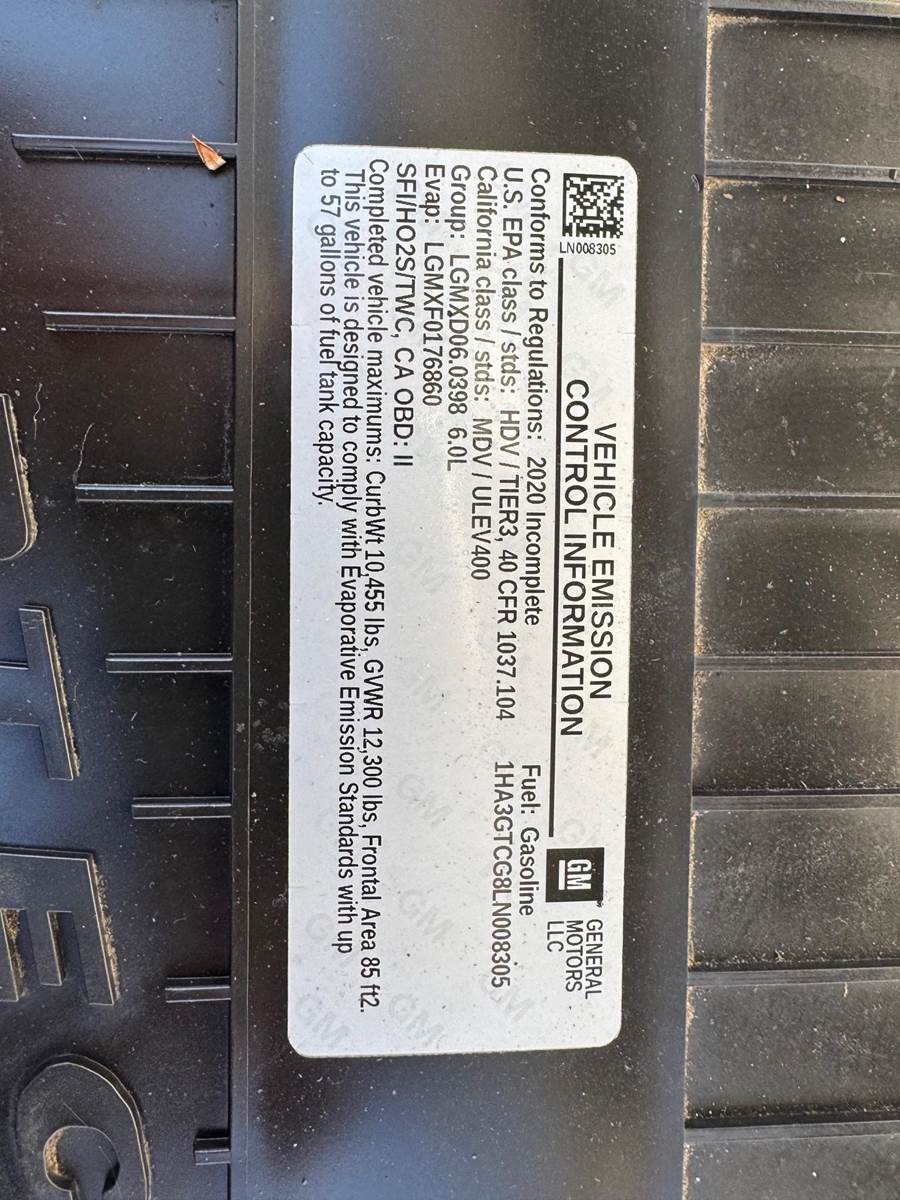 LN008305
VEHICLE EMISSION
CONTROL INFORMATION
GM
GENERAL
MOTORS
LLC
Conforms to Regulations: 2020 Incomplete Fuel: Gasoline
U.S. EPA class / stds: HDV / TIER3, 40 CFR 1037.104 1HA3GTCG8LN008305
California class / stds: MDV / ULEV400
Group: LGMXD06.0398 6.0L
Evap: LGMXF0176860
SFI/HO2S/TWC, CA OBD: II
Completed vehicle maximums: CurbWt 10,455 lbs, GVWR 12,300 lbs, Frontal Area 85 ft2.
This vehicle is designed to comply with Evaporative Emission Standards with up
to 57 gallons of fuel tank capacity.